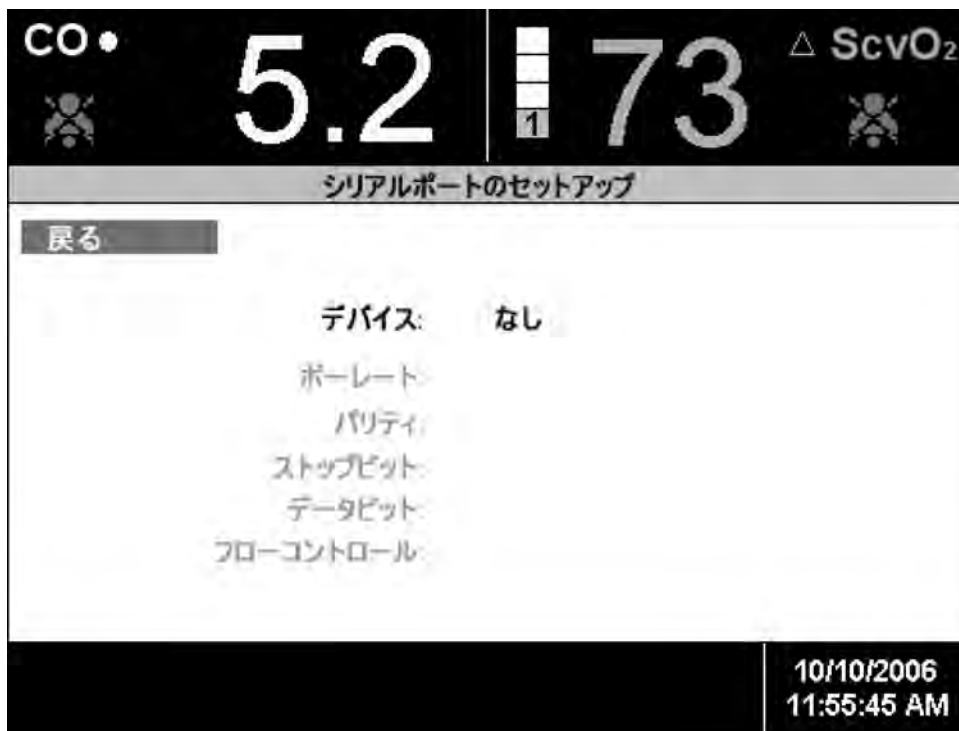 CO
5.2
1
73
△ ScvO₂
シリアルポートのセットアップ
戻る
デバイス: なし
ボーレート:
パリティ:
ストップビット:
データビット:
フローコントロール:
10/10/2006
11:55:45 AM